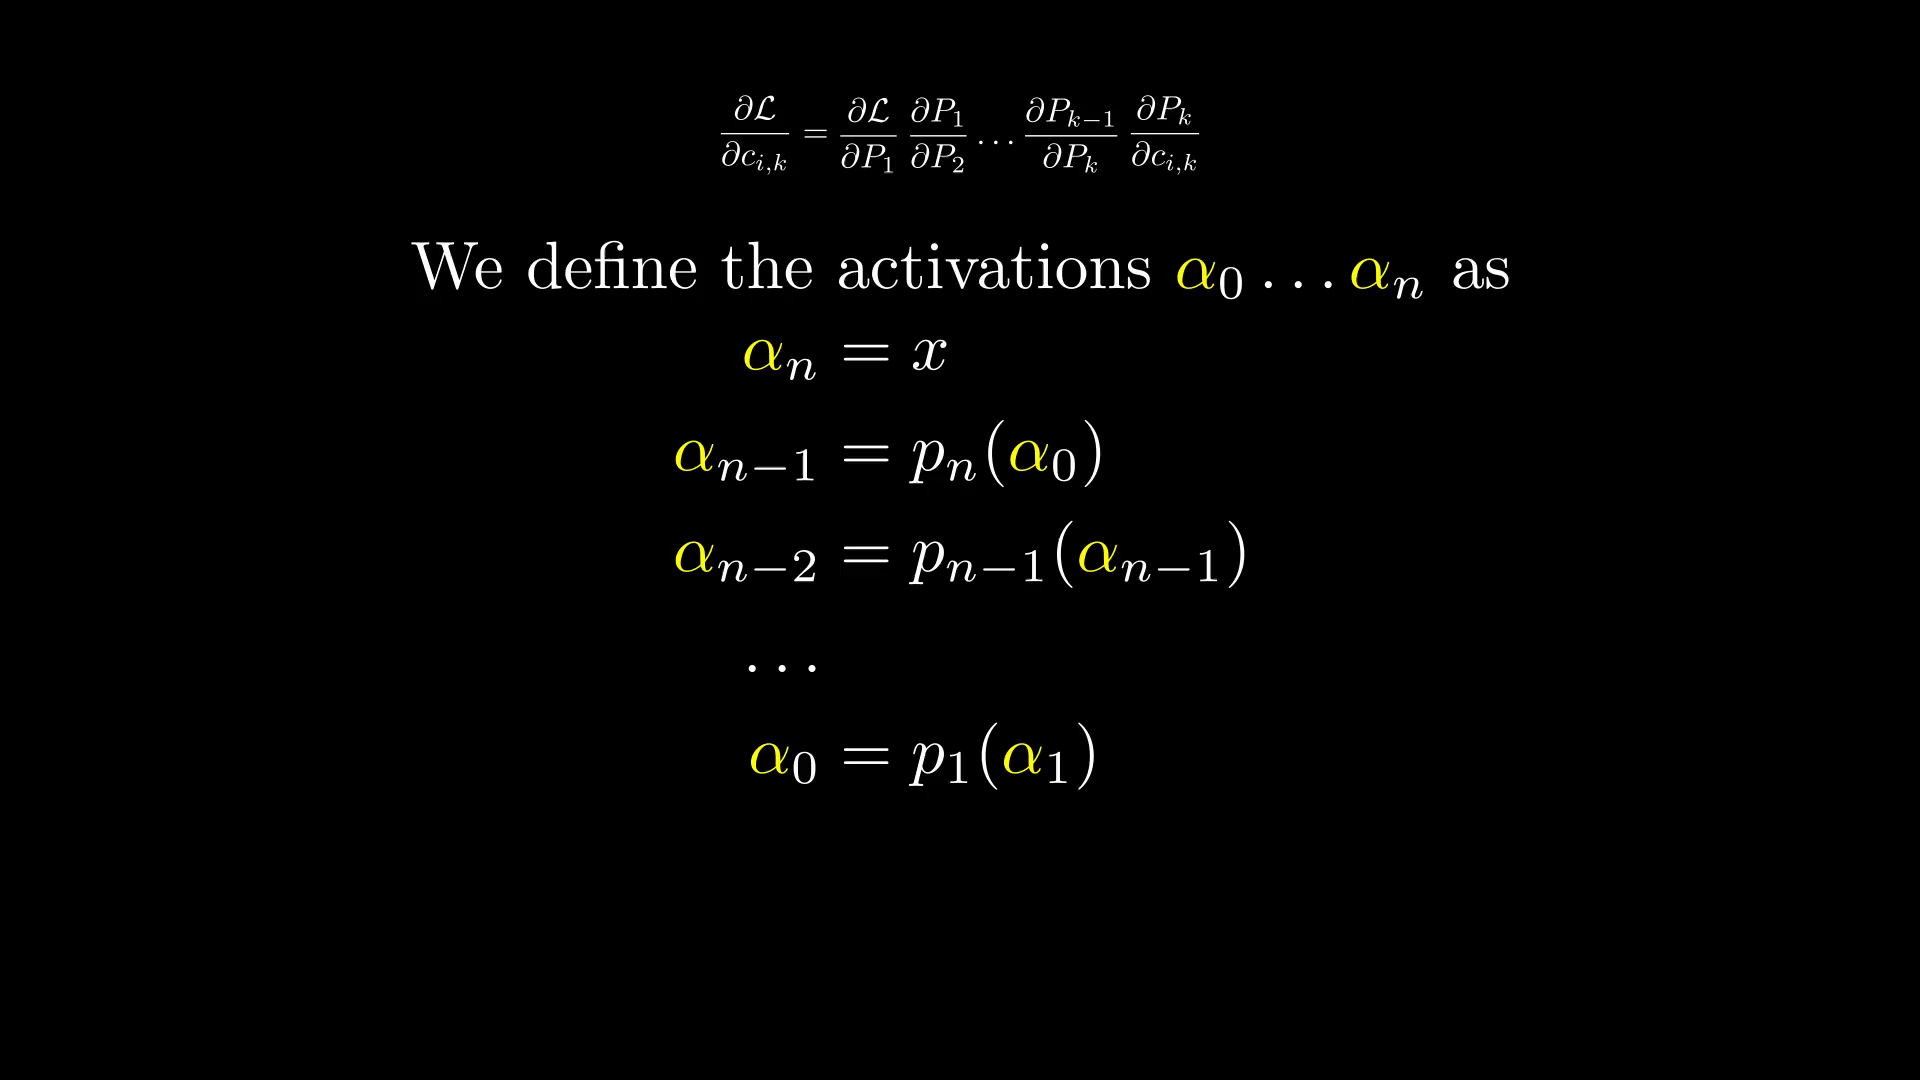 ∂ℒ/∂c_{i,k} = ∂ℒ/∂P_1 ∂P_1/∂P_2 … ∂P_{k−1}/∂P_k ∂P_k/∂c_{i,k}
We define the activations α_0 … α_n as
α_n = x
α_{n−1} = p_n(α_0)
α_{n−2} = p_{n−1}(α_{n−1})
…
α_0 = p_1(α_1)